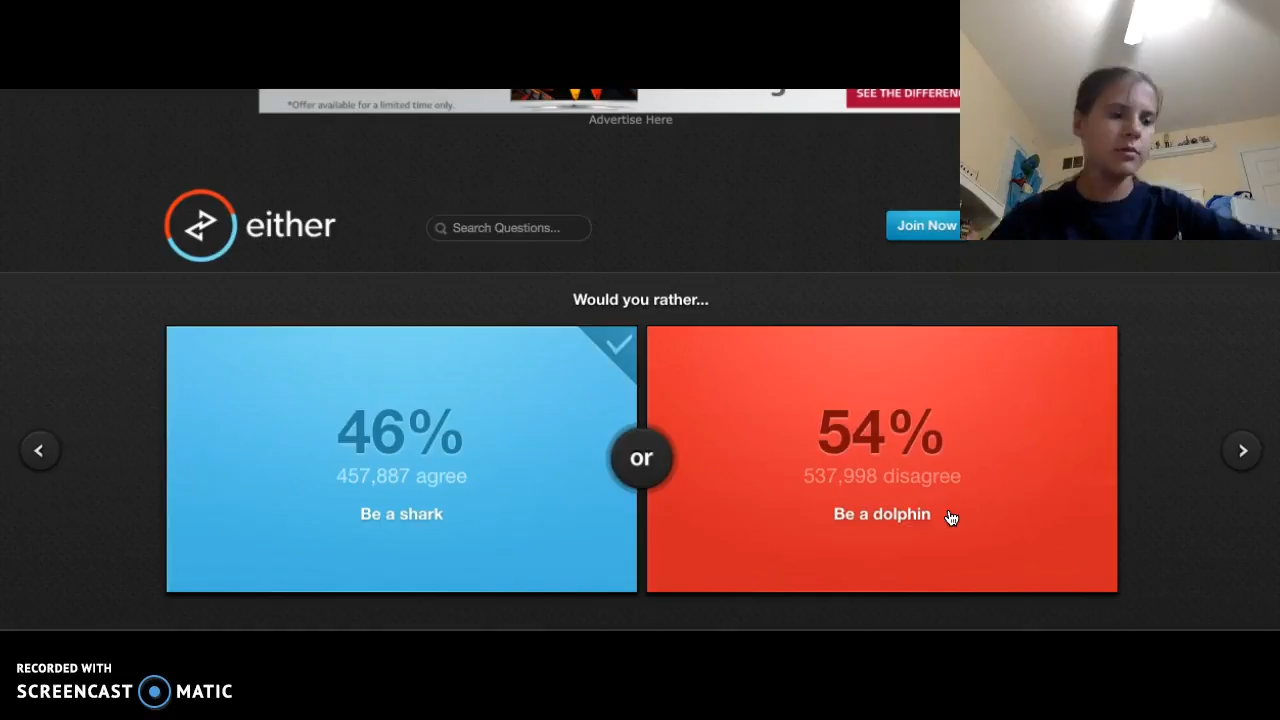 *Offer available for a limited time only.
SEE THE DIFFERENC
Advertise Here
either
Search Questions...
Join Now
Would you rather...
46%
457,887 agree
Be a shark
or
54%
537,998 disagree
Be a dolphin
RECORDED WITH
SCREENCAST MATIC